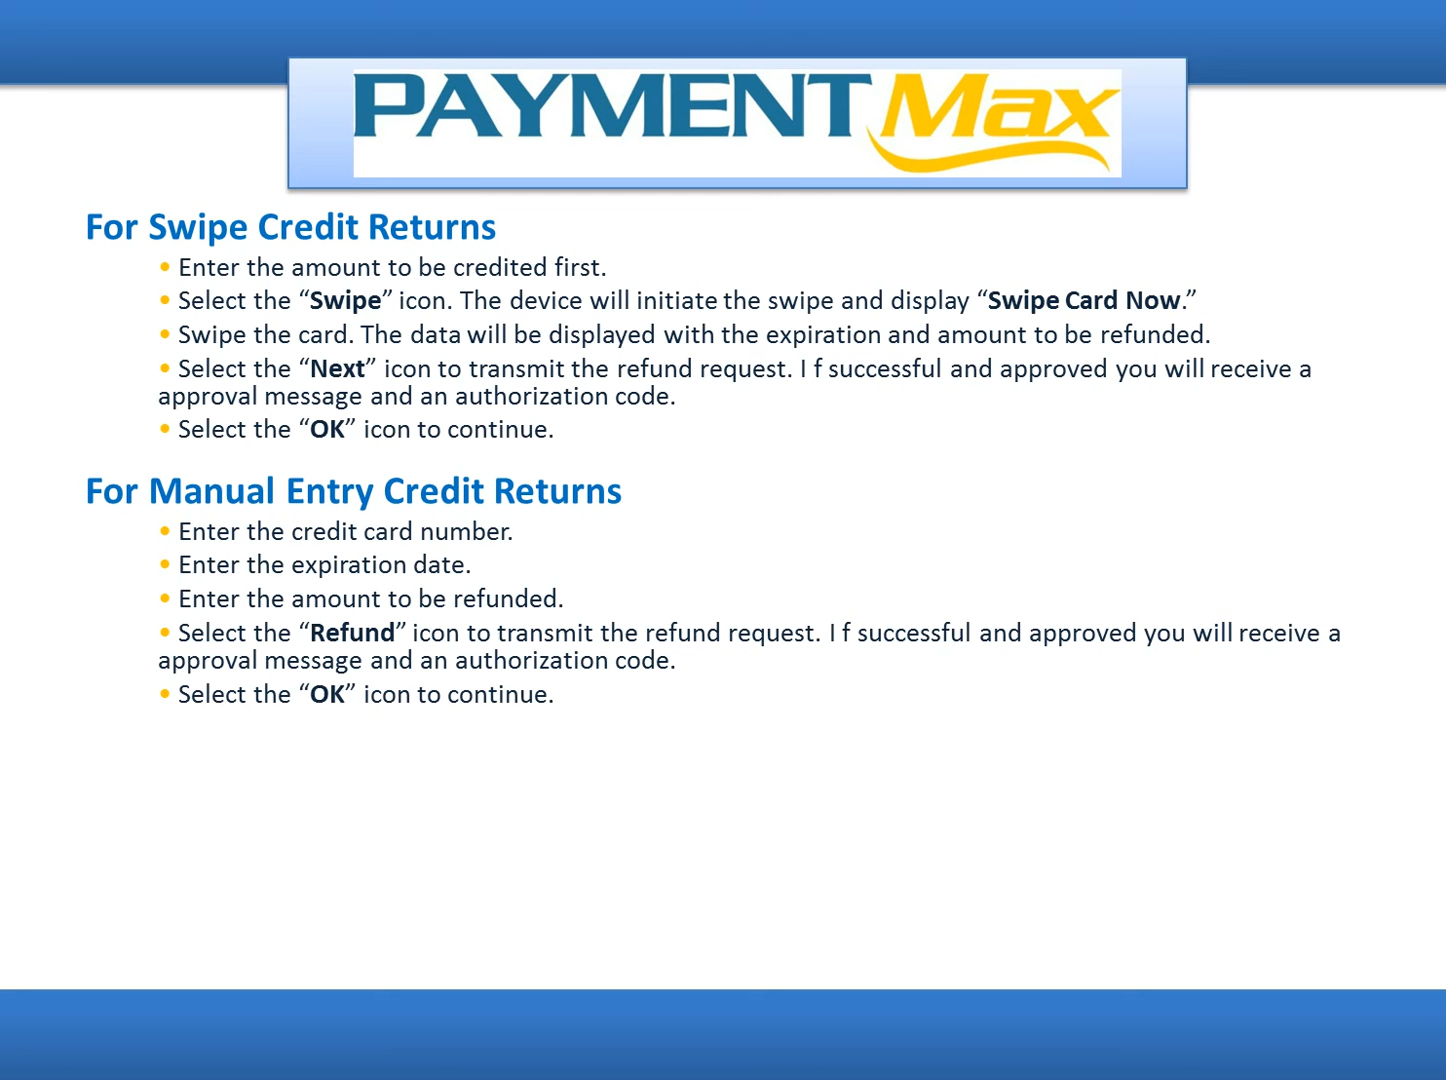 PAYMENTMax
For Swipe Credit Returns
• Enter the amount to be credited first.
• Select the “Swipe” icon. The device will initiate the swipe and display “Swipe Card Now.”
• Swipe the card. The data will be displayed with the expiration and amount to be refunded.
• Select the “Next” icon to transmit the refund request. I f successful and approved you will receive a
approval message and an authorization code.
• Select the “OK” icon to continue.
For Manual Entry Credit Returns
• Enter the credit card number.
• Enter the expiration date.
• Enter the amount to be refunded.
• Select the “Refund” icon to transmit the refund request. I f successful and approved you will receive a
approval message and an authorization code.
• Select the “OK” icon to continue.